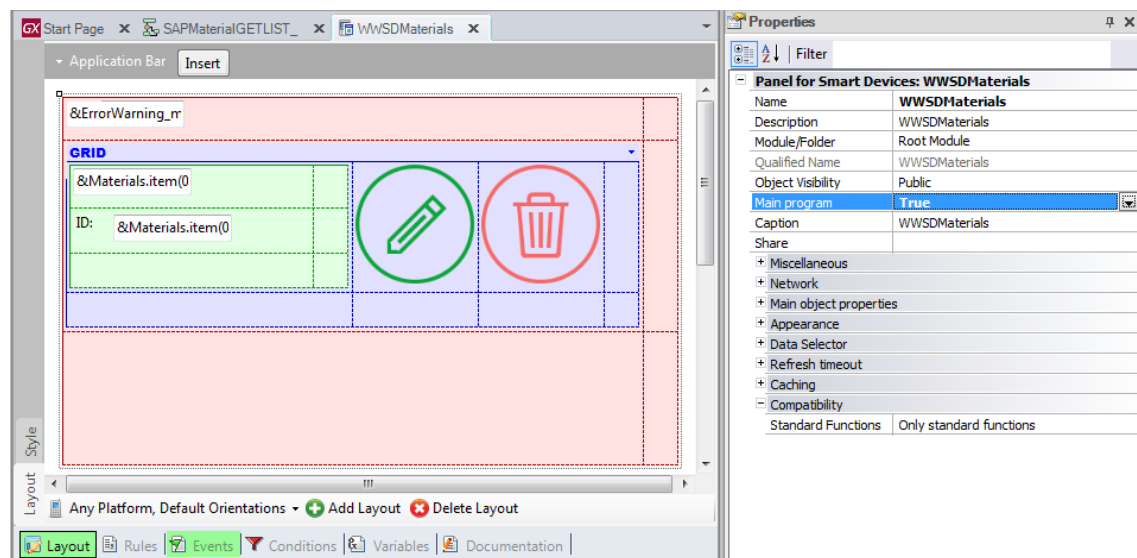 GX Start Page
SAPMaterialGETLIST_
WWSDMaterials
Application Bar
Insert
&ErrorWarning_m
GRID
&Materials.item(0
ID:
&Materials.item(0
Style
Layout
Any Platform, Default Orientations
Add Layout
Delete Layout
Layout
Rules
Events
Conditions
Variables
Documentation
Properties
Filter
Panel for Smart Devices: WWSDMaterials
Name WWSDMaterials
Description WWSDMaterials
Module/Folder Root Module
Qualified Name WWSDMaterials
Object Visibility Public
Main program True
Caption WWSDMaterials
Share
Miscellaneous
Network
Main object properties
Appearance
Data Selector
Refresh timeout
Caching
Compatibility
Standard Functions Only standard functions